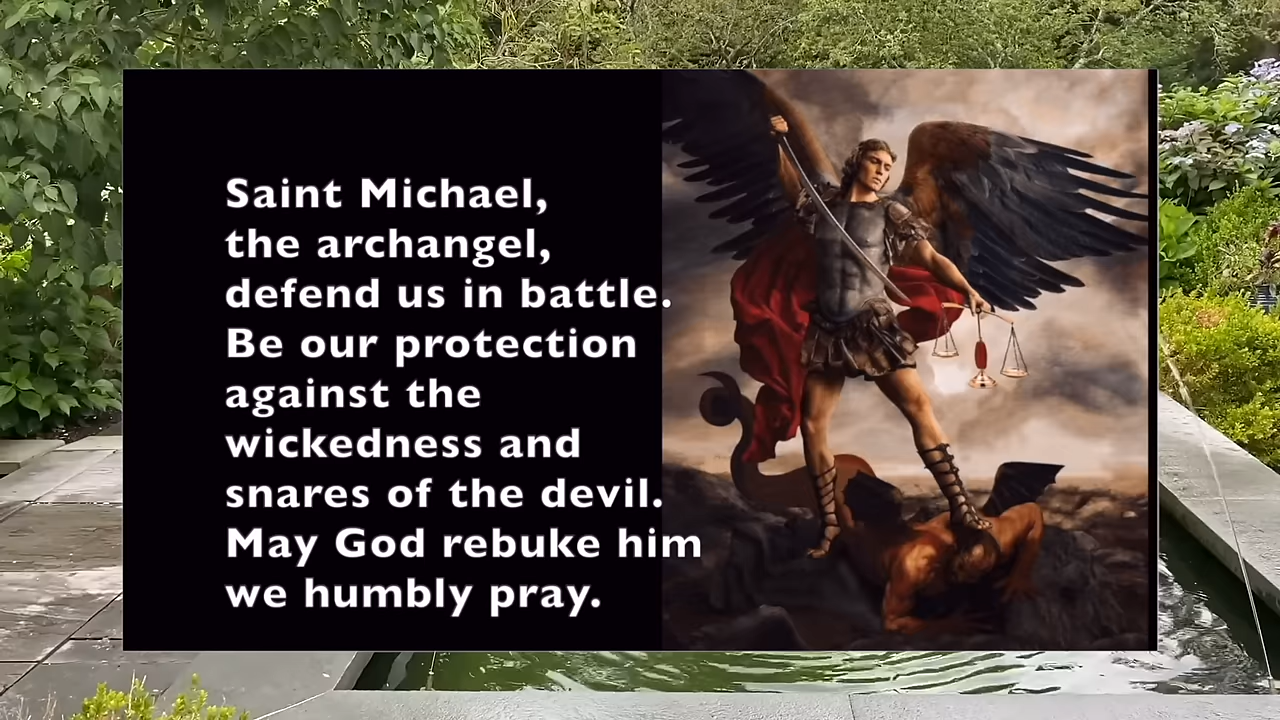 Saint Michael,
the archangel,
defend us in battle.
Be our protection
against the
wickedness and
snares of the devil.
May God rebuke him
we humbly pray.